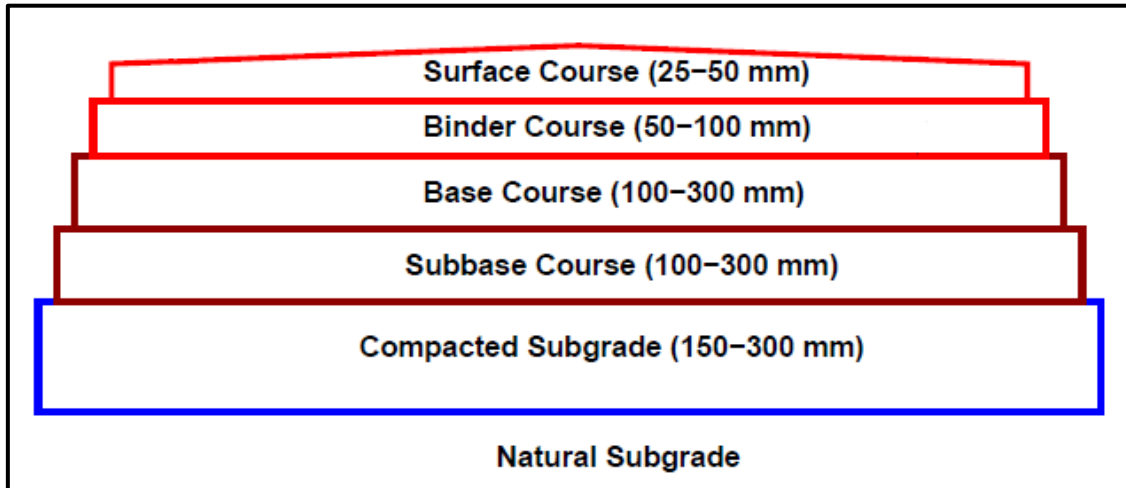 Surface Course (25−50 mm)
Binder Course (50−100 mm)
Base Course (100−300 mm)
Subbase Course (100−300 mm)
Compacted Subgrade (150−300 mm)
Natural Subgrade